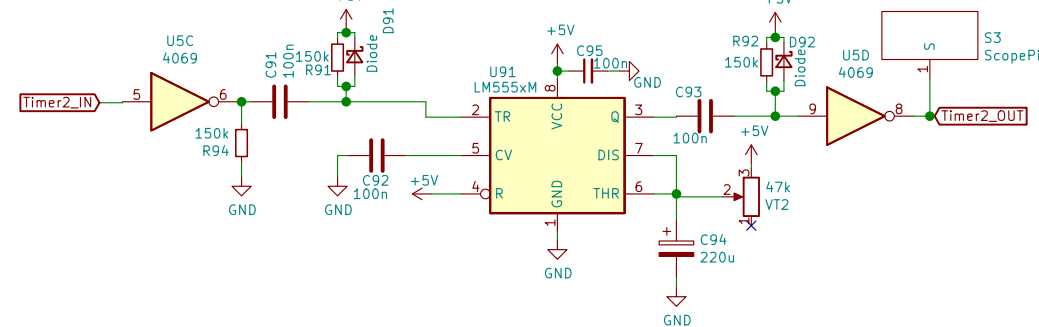 +5V
D91
Diode
150k
R91
U5C
4069
C91
100n
Timer2_IN
5
6
150k
R94
GND
C92
100n
GND
+5V
U91
LM555xM
2
TR
5
CV
4
R
8
VCC
GND
1
Q
3
DIS
7
THR
6
GND
+5V
C95
100n
GND
C93
100n
+5V
R92
150k
D92
Diode
+5V
3
2
1
47k
VT2
C94
220u
+
GND
U5D
4069
9
8
S
1
S3
ScopePi
Timer2_OUT